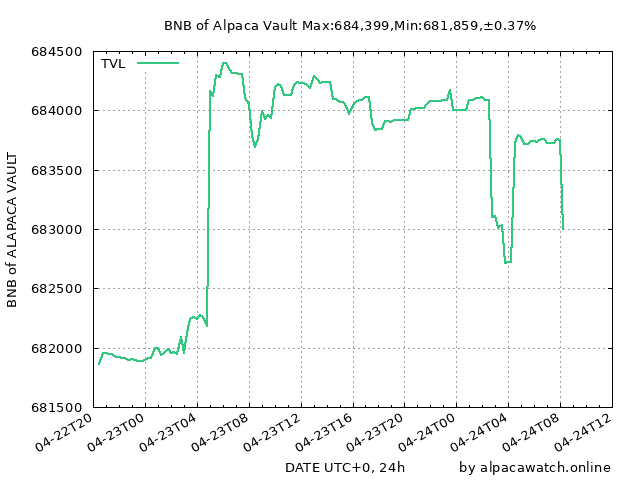 BNB of Alpaca Vault Max:684,399,Min:681,859,±0.37%
TVL
684500
684000
683500
683000
682500
682000
681500
BNB of ALAPACA VAULT
04-22T20
04-23T00
04-23T04
04-23T08
04-23T12
04-23T16
04-23T20
04-24T00
04-24T04
04-24T08
04-24T12
DATE UTC+0, 24h
by alpacawatch.online